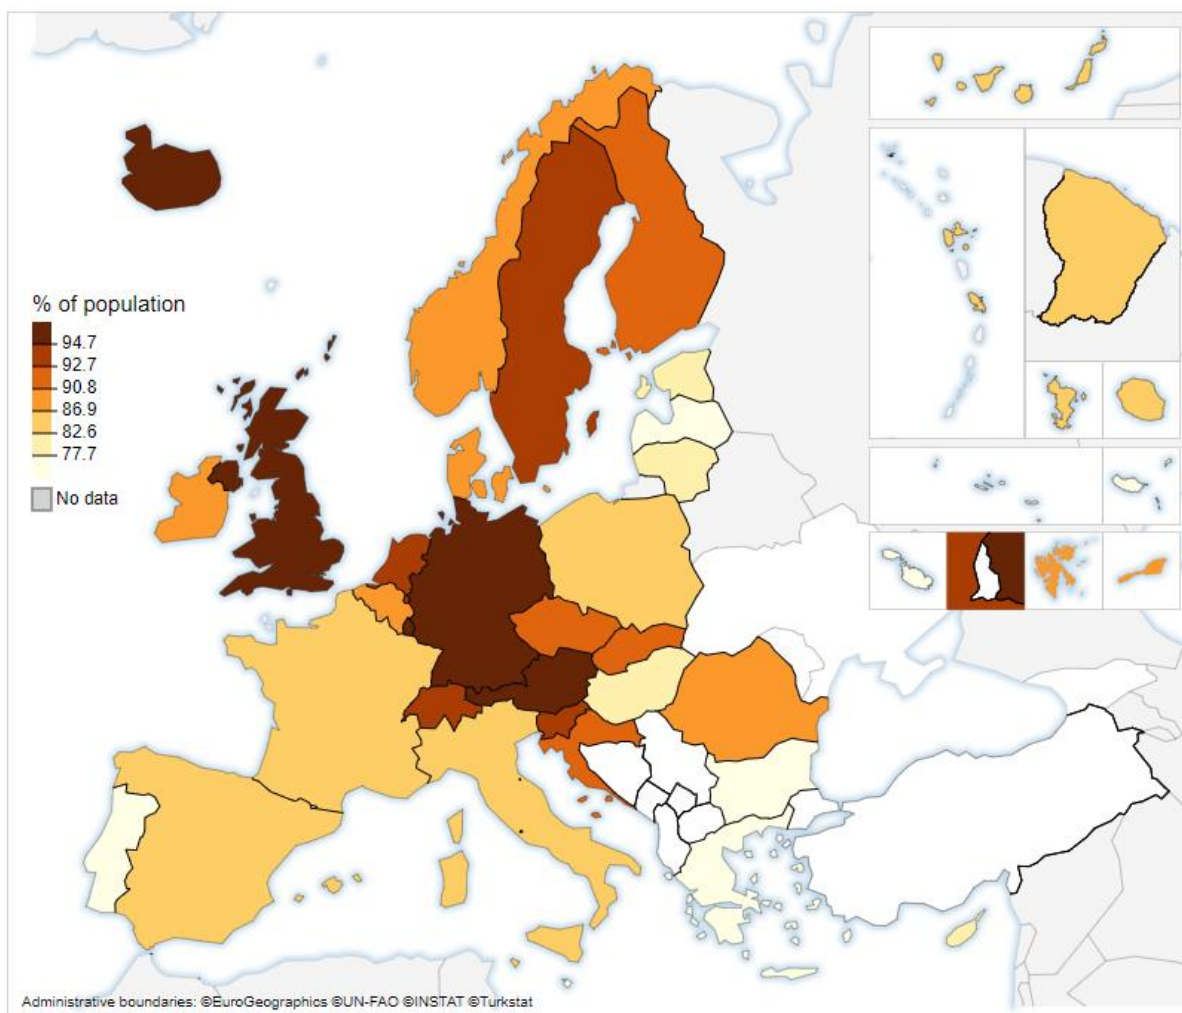 % of population
94.7
92.7
90.8
86.9
82.6
77.7
No data
Administrative boundaries: ©EuroGeographics ©UN-FAO ©INSTAT ©Turkstat